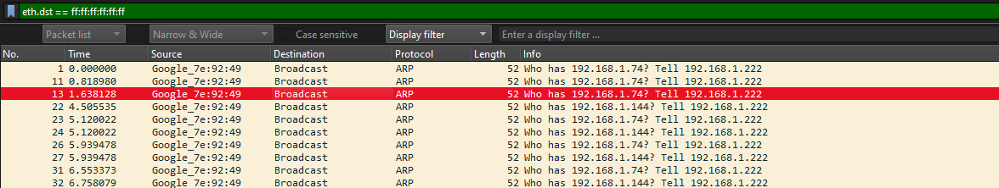 eth.dst == ff:ff:ff:ff:ff:ff
Packet list Narrow & Wide Case sensitive Display filter Enter a display filter ...
No. Time Source Destination Protocol Length Info
1 0.000000 Google_7e:92:49 Broadcast ARP 52 Who has 192.168.1.74? Tell 192.168.1.222
11 0.818980 Google_7e:92:49 Broadcast ARP 52 Who has 192.168.1.74? Tell 192.168.1.222
13 1.638128 Google_7e:92:49 Broadcast ARP 52 Who has 192.168.1.74? Tell 192.168.1.222
22 4.505535 Google_7e:92:49 Broadcast ARP 52 Who has 192.168.1.144? Tell 192.168.1.222
23 5.120022 Google_7e:92:49 Broadcast ARP 52 Who has 192.168.1.74? Tell 192.168.1.222
24 5.120022 Google_7e:92:49 Broadcast ARP 52 Who has 192.168.1.144? Tell 192.168.1.222
26 5.939478 Google_7e:92:49 Broadcast ARP 52 Who has 192.168.1.74? Tell 192.168.1.222
27 5.939478 Google_7e:92:49 Broadcast ARP 52 Who has 192.168.1.144? Tell 192.168.1.222
31 6.553373 Google_7e:92:49 Broadcast ARP 52 Who has 192.168.1.74? Tell 192.168.1.222
32 6.758079 Google_7e:92:49 Broadcast ARP 52 Who has 192.168.1.144? Tell 192.168.1.222